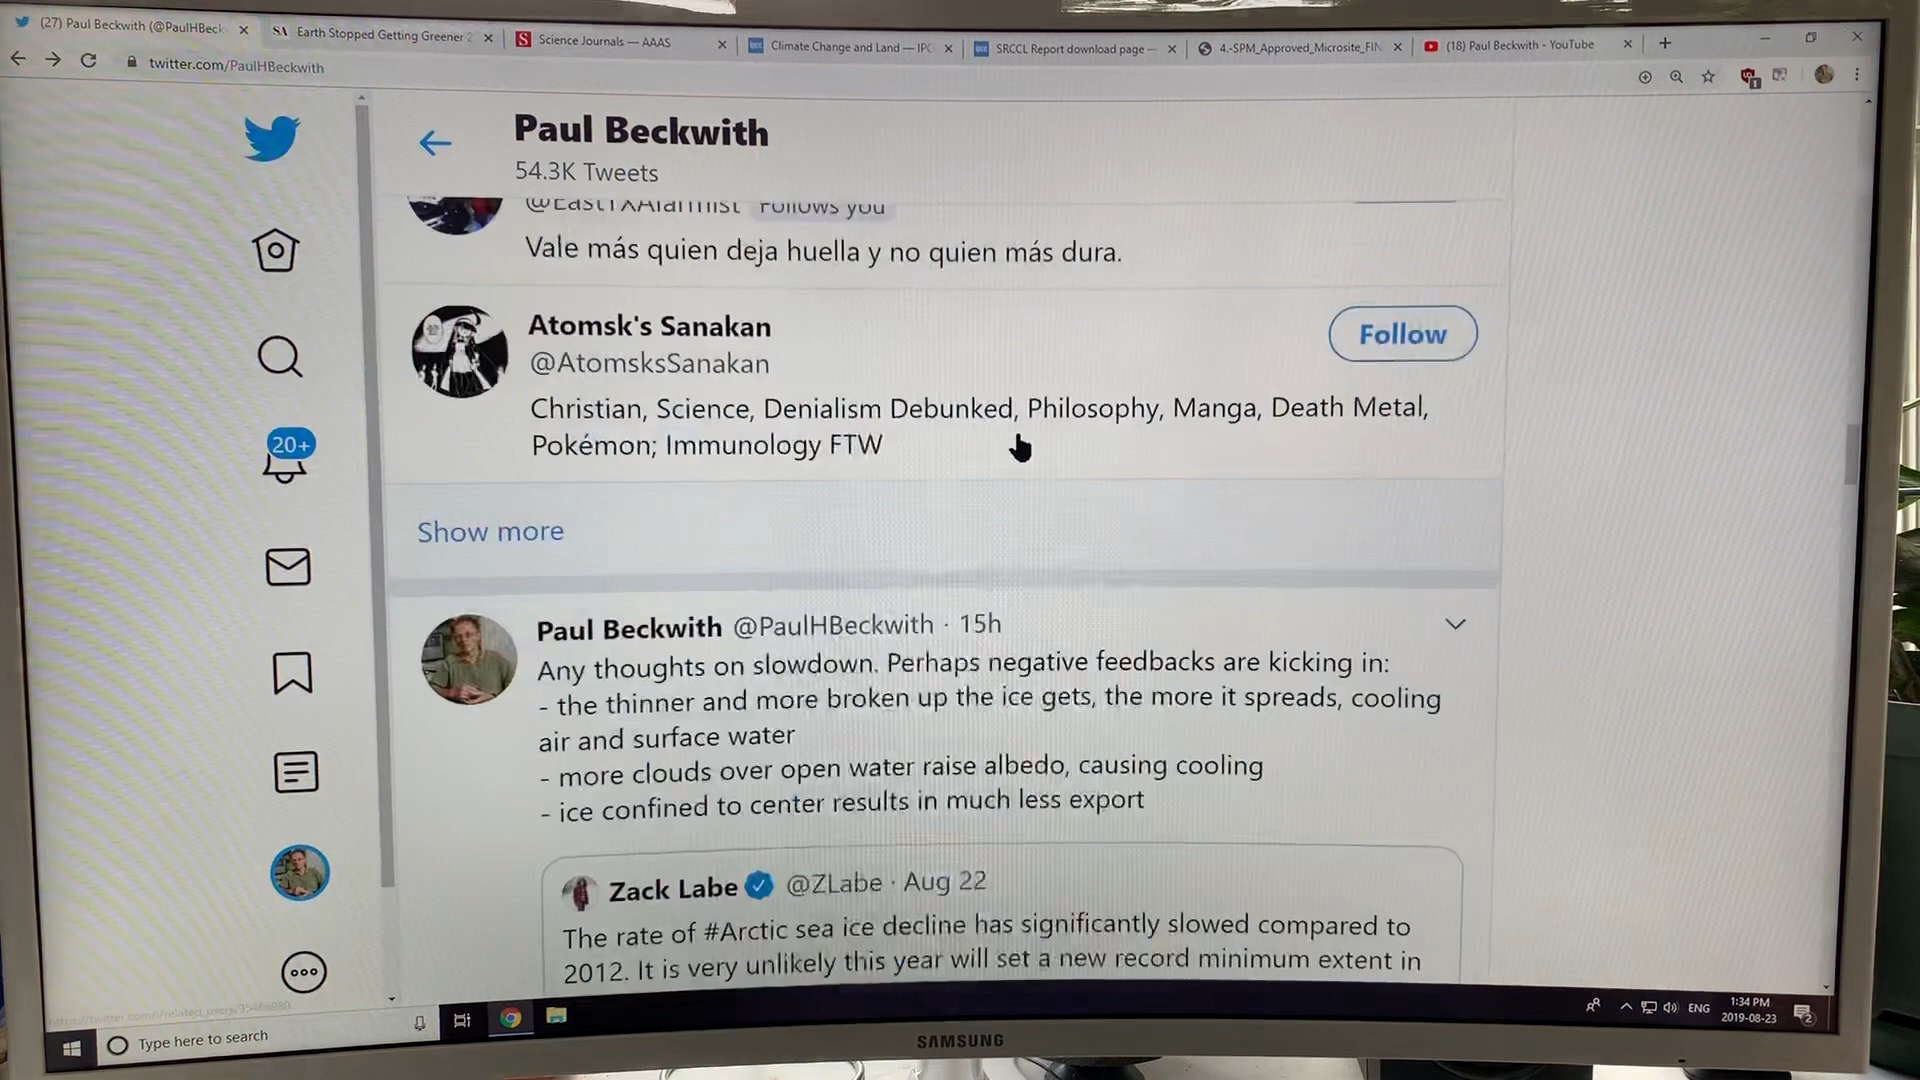 (27) Paul Beckwith (@PaulHBeck
SA Earth Stopped Getting Greener 2
S Science Journals — AAAS
Climate Change and Land — IPC
SRCCL Report download page —
4.-SPM_Approved_Microsite_FIN
(18) Paul Beckwith - YouTube
twitter.com/PaulHBeckwith
Paul Beckwith
54.3K Tweets
@EastTXAlarmist Follows you
Vale más quien deja huella y no quien más dura.
Atomsk's Sanakan
Follow
@AtomsksSanakan
Christian, Science, Denialism Debunked, Philosophy, Manga, Death Metal,
Pokémon; Immunology FTW
20+
Show more
Paul Beckwith @PaulHBeckwith · 15h
Any thoughts on slowdown. Perhaps negative feedbacks are kicking in:
- the thinner and more broken up the ice gets, the more it spreads, cooling
air and surface water
- more clouds over open water raise albedo, causing cooling
- ice confined to center results in much less export
Zack Labe @ZLabe · Aug 22
The rate of #Arctic sea ice decline has significantly slowed compared to
2012. It is very unlikely this year will set a new record minimum extent in
Type here to search
ENG
1:34 PM
2019-08-23
2
SAMSUNG